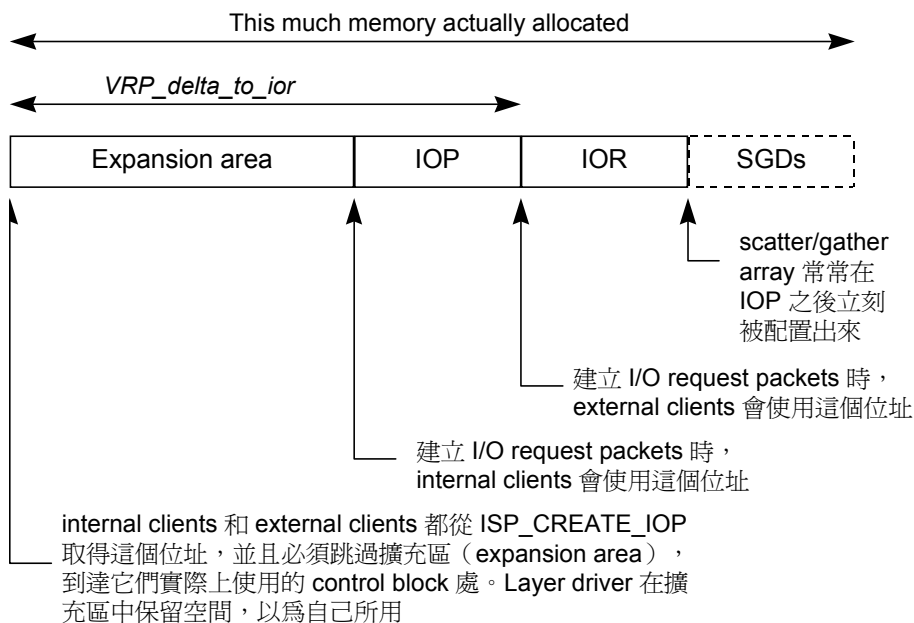 This much memory actually allocated
VRP_delta_to_ior
Expansion area
IOP
IOR
SGDs
scatter/gather
array 常常在
IOP 之後立刻
被配置出來
建立 I/O request packets 時，
external clients 會使用這個位址
建立 I/O request packets 時，
internal clients 會使用這個位址
internal clients 和 external clients 都從 ISP_CREATE_IOP
取得這個位址，並且必須跳過擴充區（expansion area），
到達它們實際上使用的 control block 處。Layer driver 在擴
充區中保留空間，以為自己所用